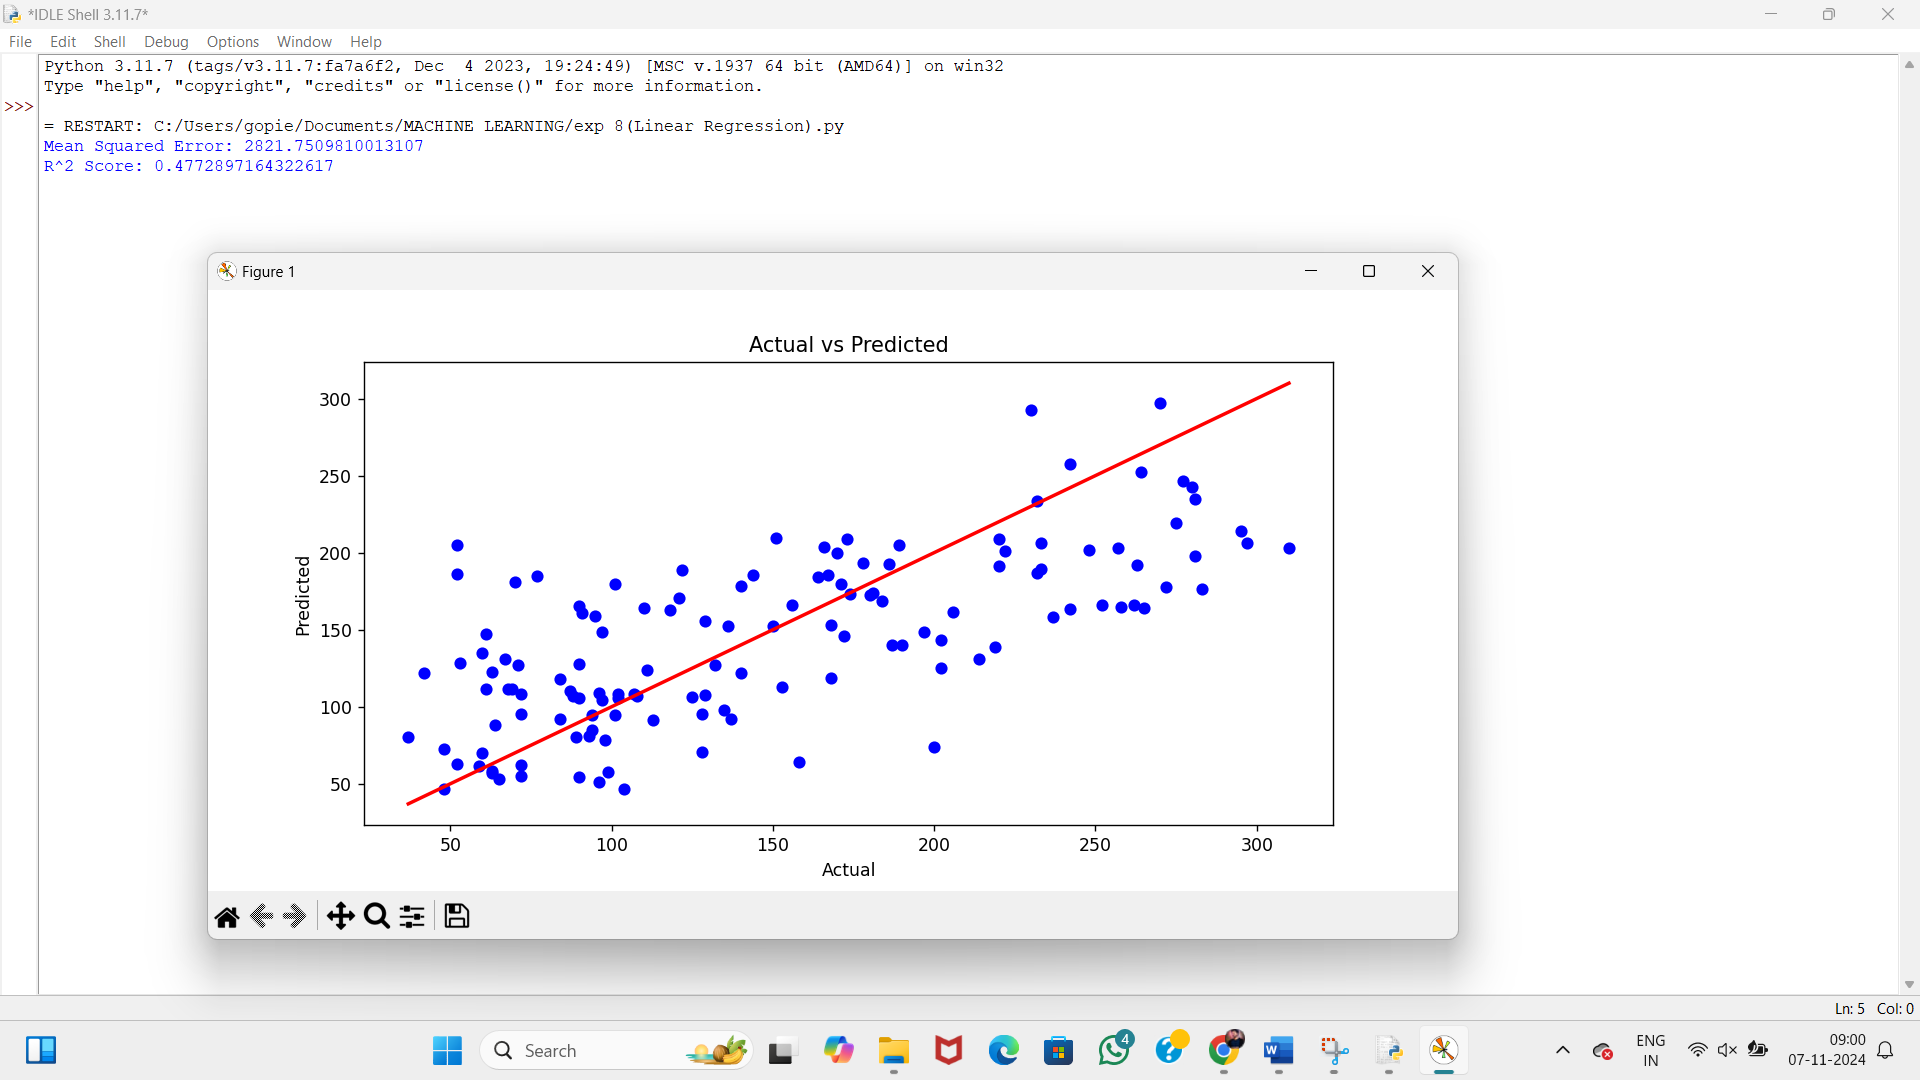 *IDLE Shell 3.11.7*
File Edit Shell Debug Options Window Help
Python 3.11.7 (tags/v3.11.7:fa7a6f2, Dec  4 2023, 19:24:49) [MSC v.1937 64 bit (AMD64)] on win32
Type "help", "copyright", "credits" or "license()" for more information.
>>>
= RESTART: C:/Users/gopie/Documents/MACHINE LEARNING/exp 8(Linear Regression).py
Mean Squared Error: 2821.7509810013107
R^2 Score: 0.4772897164322617
Figure 1
Actual vs Predicted
300
250
200
150
100
50
Predicted
50 100 150 200 250 300
Actual
Ln: 5 Col: 0
Search
4
ENG
IN
09:00
07-11-2024